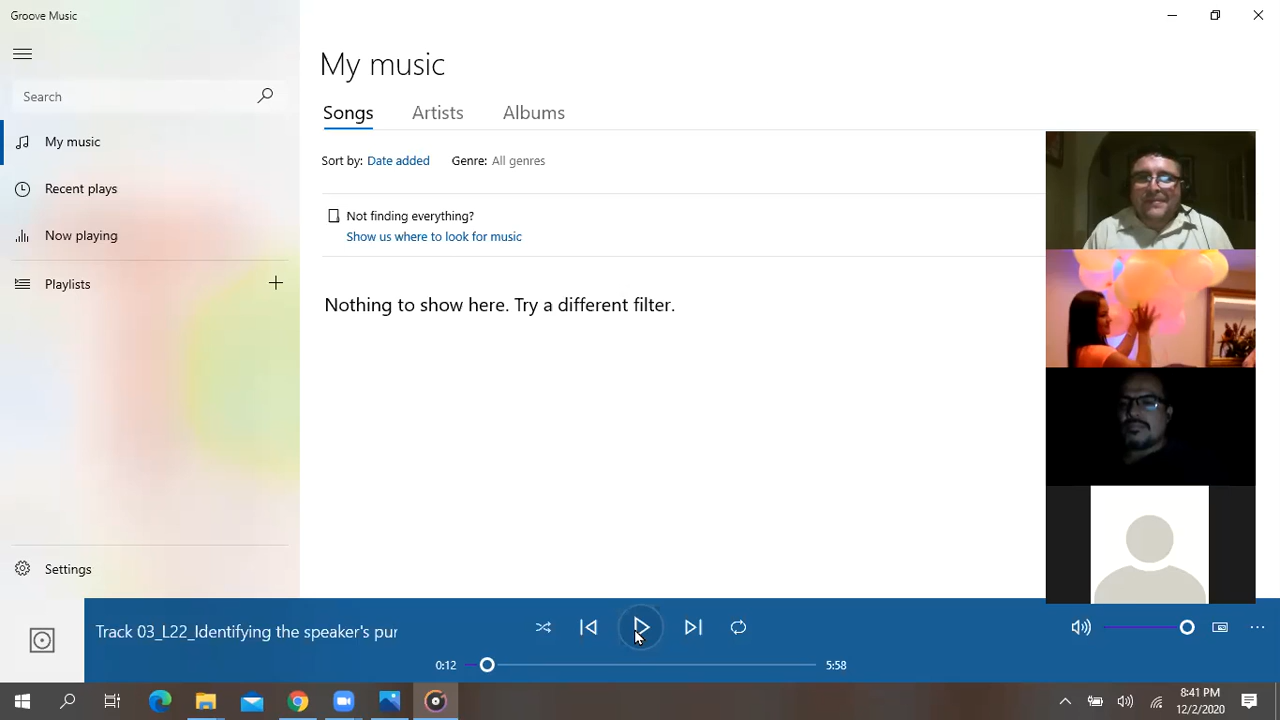 Groove Music
Search
My music
Recent plays
Now playing
Playlists
Settings
My music
Songs Artists Albums
Sort by: Date added Genre: All genres
Not finding everything?
Show us where to look for music
Nothing to show here. Try a different filter.
Track 03_L22_Identifying the speaker's pur
0:12 5:58
8:41 PM
12/2/2020